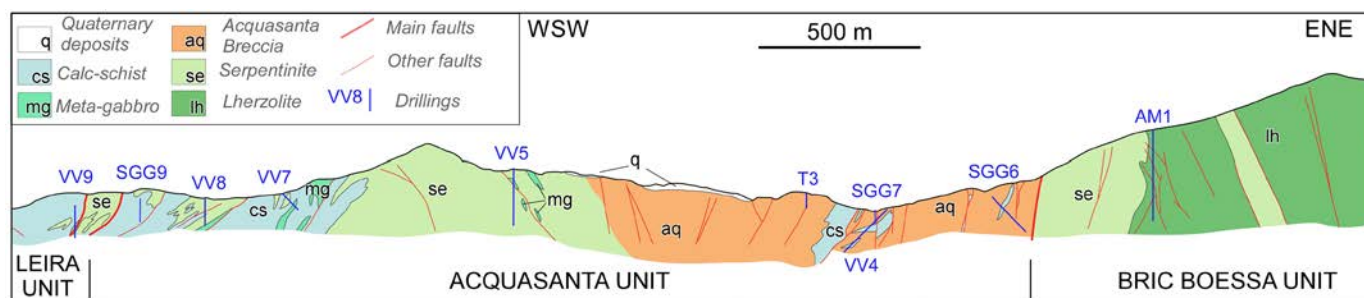 q Quaternary deposits
aq Acquasanta Breccia
Main faults
cs Calc-schist
se Serpentinite
Other faults
mg Meta-gabbro
lh Lherzolite
VV8 Drillings
WSW
500 m
ENE
VV9
SGG9
VV8
VV7
VV5
q
T3
SGG7
SGG6
AM1
se
cs
mg
se
mg
aq
cs
VV4
aq
se
lh
LEIRA UNIT
ACQUASANTA UNIT
BRIC BOESSA UNIT